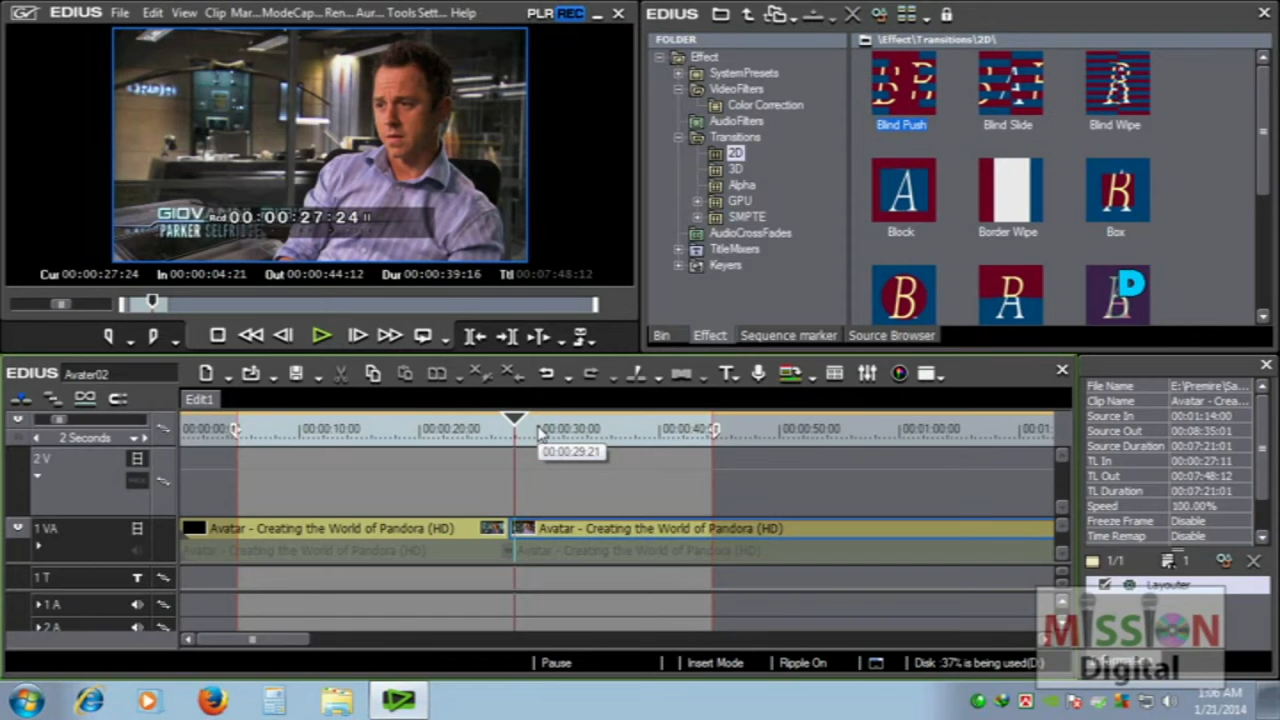 EDIUS File Edit View Clip Mar... ModeCap... Ren... Aur... Tools Sett... Help PLR REC
GIOV
PARKER SELFRIDGE
Rcd 00:00:27:24
Cur 00:00:27:24 In 00:00:04:21 Out 00:00:44:12 Dur 00:00:39:16 Ttl 00:07:48:12
EDIUS
FOLDER
\Effect\Transitions\2D\
Effect
SystemPresets
VideoFilters
Color Correction
AudioFilters
Transitions
2D
3D
Alpha
GPU
SMPTE
AudioCrossFades
TitleMixers
Keyers
Blind Push Blind Slide Blind Wipe
A
Block Border Wipe Box
B
D
Bin Effect Sequence marker Source Browser
EDIUS Avater02
Edit1
2 Seconds
00:00:00:0 00:00:10:00 00:00:20:00 00:00:30:00 00:00:40:0 00:00:50:00 00:01:00:00 00:01:
00:00:29:21
2 V
1 VA Avatar - Creating the World of Pandora (HD) Avatar - Creating the World of Pandora (HD)
Avatar - Creating the World of Pandora (HD) Avatar - Creating the World of Pandora (HD)
1 T T
1 A
2 A
Pause Insert Mode Ripple On Disk :37% is being used(D:)
File Name E:\Premire\Sa...
Clip Name Avatar - Crea...
Source In 00:01:14:00
Source Out 00:08:35:01
Source Duration 00:07:21:01
TL In 00:00:27:11
TL Out 00:07:48:12
TL Duration 00:07:21:01
Speed 100.00%
Freeze Frame Disable
Time Remap Disable
1/1 1
Layouter
MISSION
Digital
1:06 AM
1/21/2014